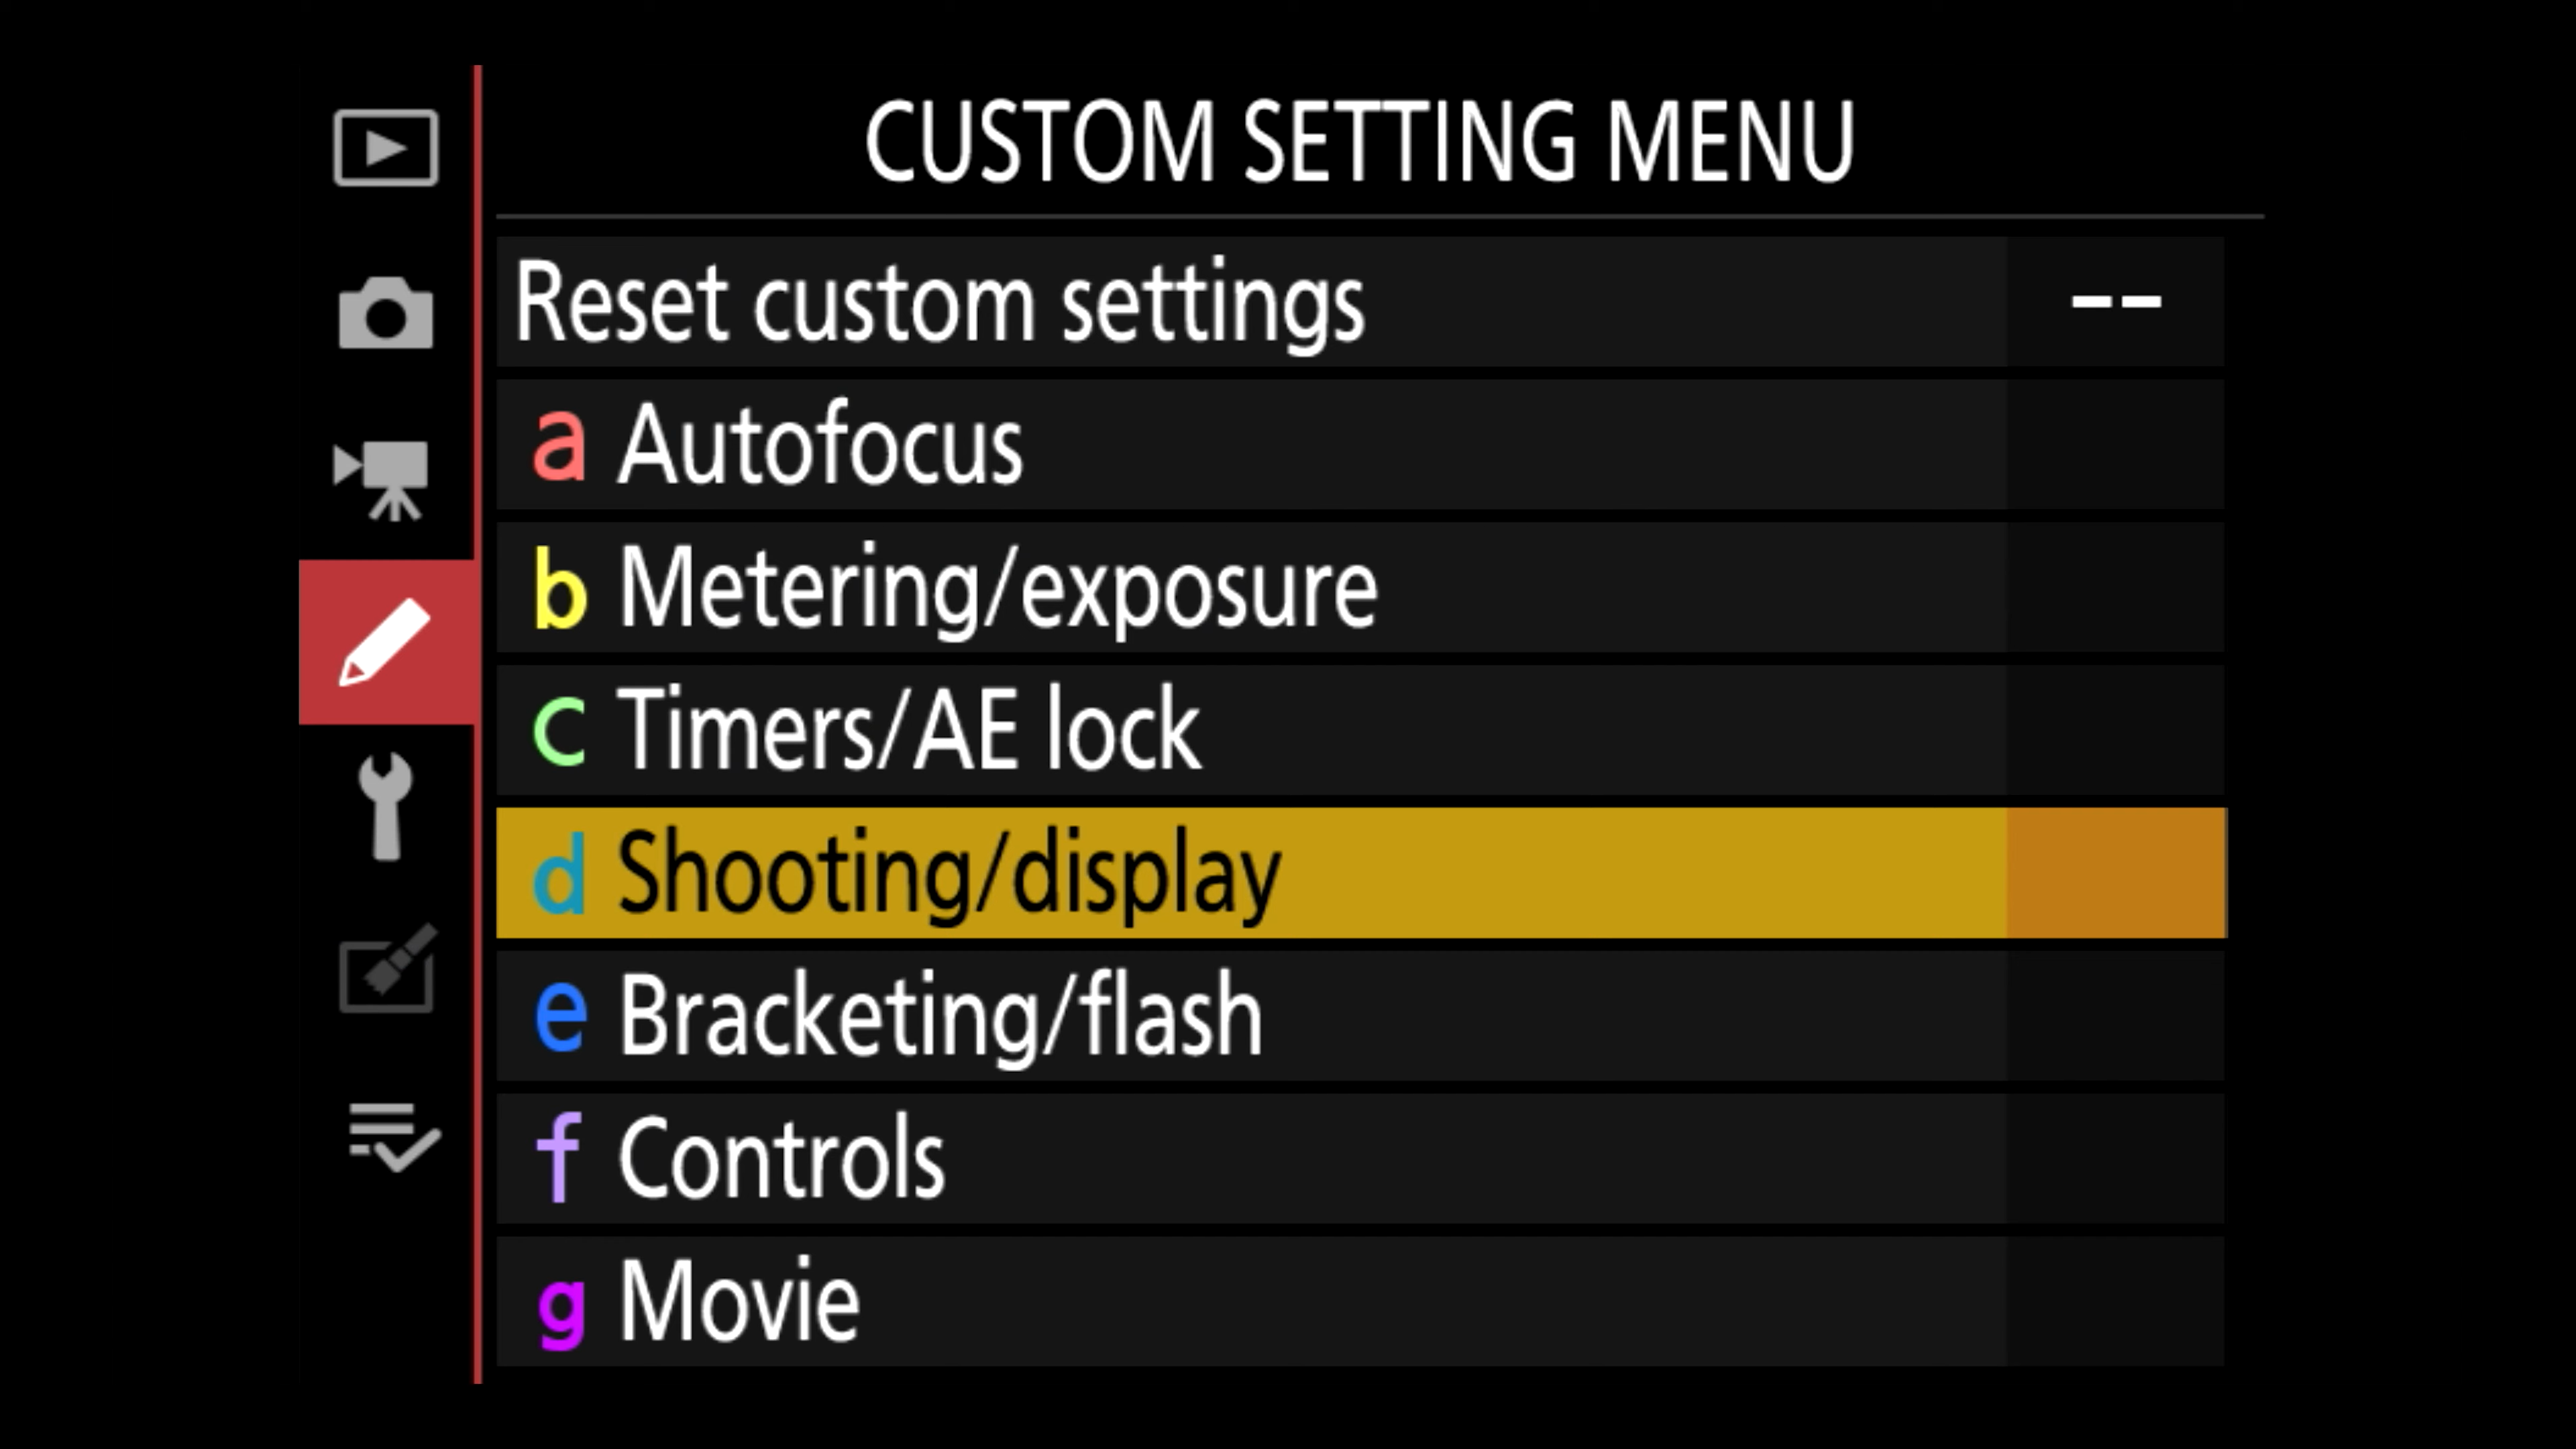 CUSTOM SETTING MENU
Reset custom settings --
a Autofocus
b Metering/exposure
c Timers/AE lock
d Shooting/display
e Bracketing/flash
f Controls
g Movie